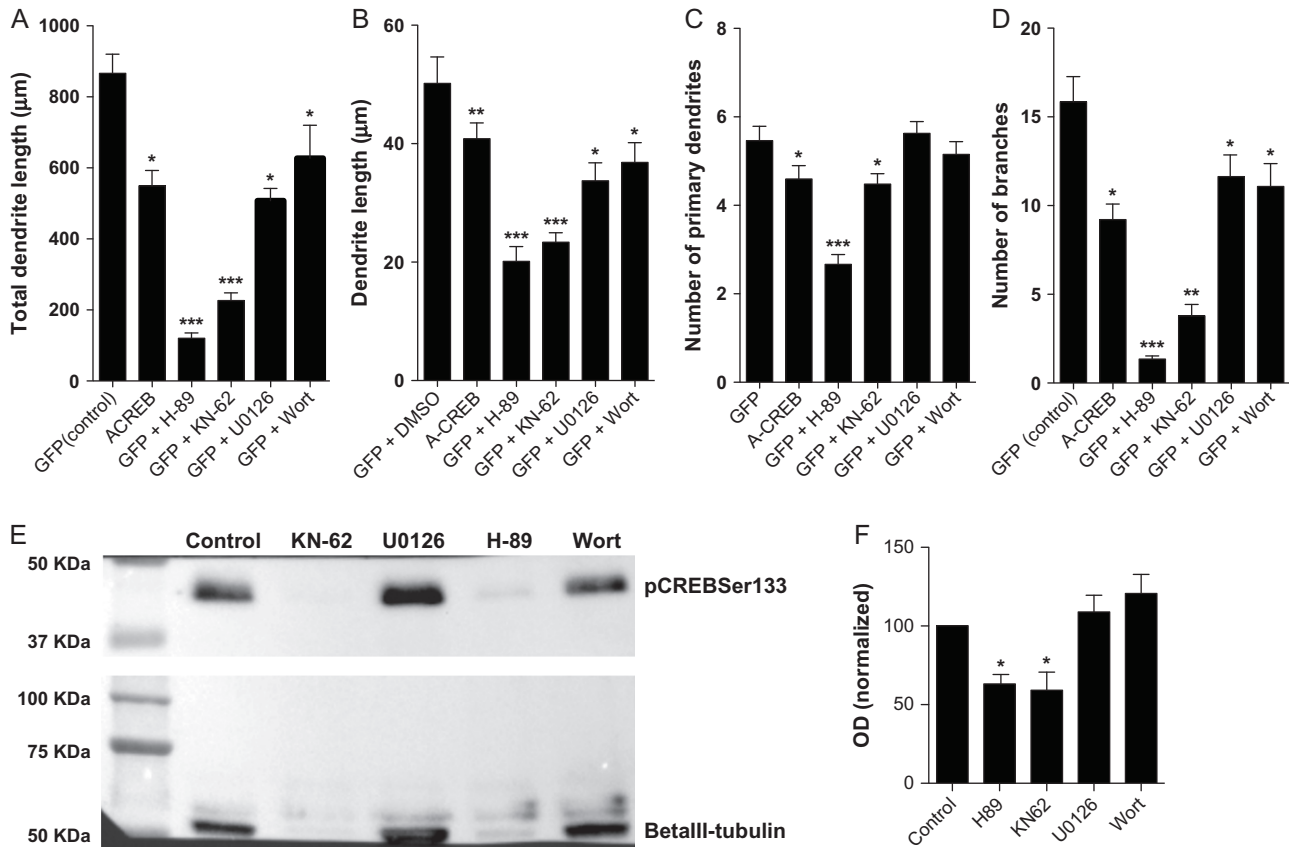 A
Total dendrite length (µm)
1000
800
600
400
200
0
*
***
***
*
*
GFP(control)
ACREB
GFP + H-89
GFP + KN-62
GFP + U0126
GFP + Wort
B
Dendrite length (µm)
60
40
20
0
**
***
***
*
*
GFP + DMSO
A-CREB
GFP + H-89
GFP + KN-62
GFP + U0126
GFP + Wort
C
Number of primary dendrites
8
6
4
2
0
*
***
*
GFP
A-CREB
GFP + H-89
GFP + KN-62
GFP + U0126
GFP + Wort
D
Number of branches
20
15
10
5
0
*
***
**
*
*
GFP (control)
A-CREB
GFP + H-89
GFP + KN-62
GFP + U0126
GFP + Wort
E
Control KN-62 U0126 H-89 Wort
50 KDa
pCREBSer133
37 KDa
100 KDa
75 KDa
50 KDa
BetaIII-tubulin
F
OD (normalized)
150
100
50
0
*
*
Control
H89
KN62
U0126
Wort